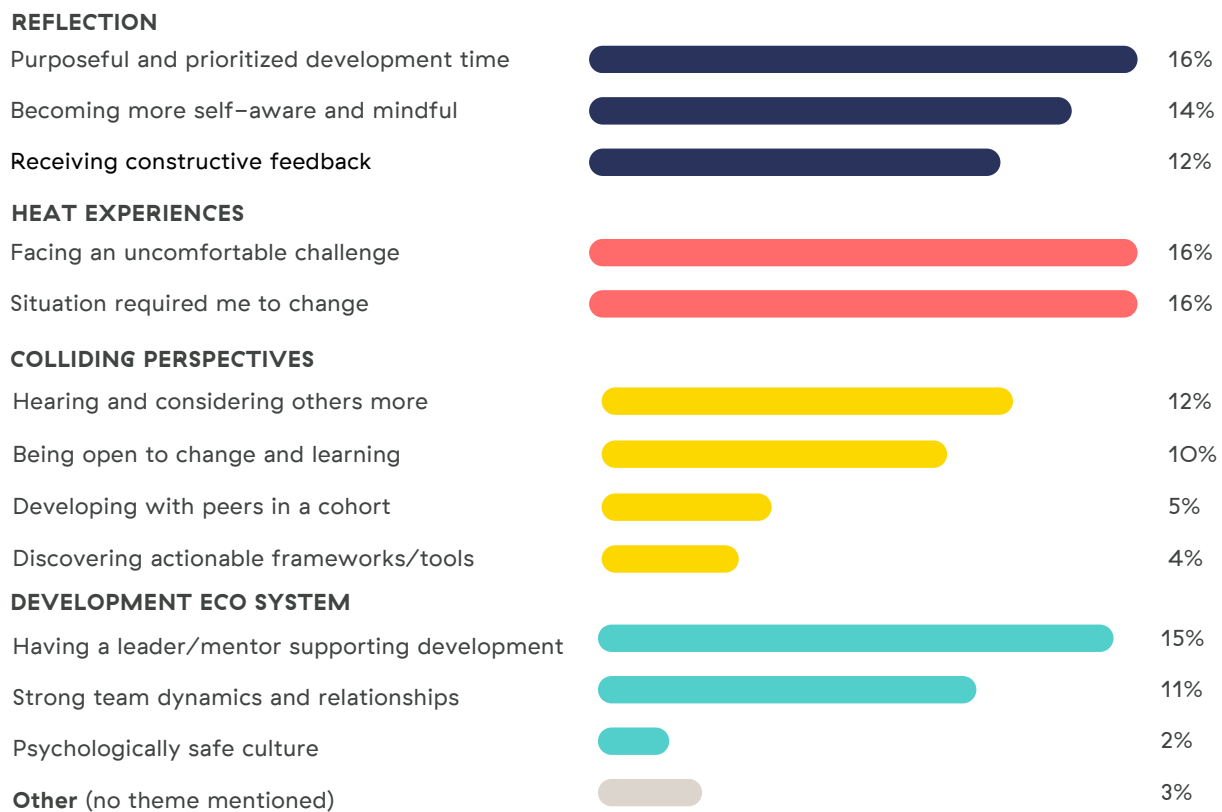 REFLECTION
Purposeful and prioritized development time 16%
Becoming more self-aware and mindful 14%
Receiving constructive feedback 12%
HEAT EXPERIENCES
Facing an uncomfortable challenge 16%
Situation required me to change 16%
COLLIDING PERSPECTIVES
Hearing and considering others more 12%
Being open to change and learning 10%
Developing with peers in a cohort 5%
Discovering actionable frameworks/tools 4%
DEVELOPMENT ECO SYSTEM
Having a leader/mentor supporting development 15%
Strong team dynamics and relationships 11%
Psychologically safe culture 2%
Other (no theme mentioned) 3%